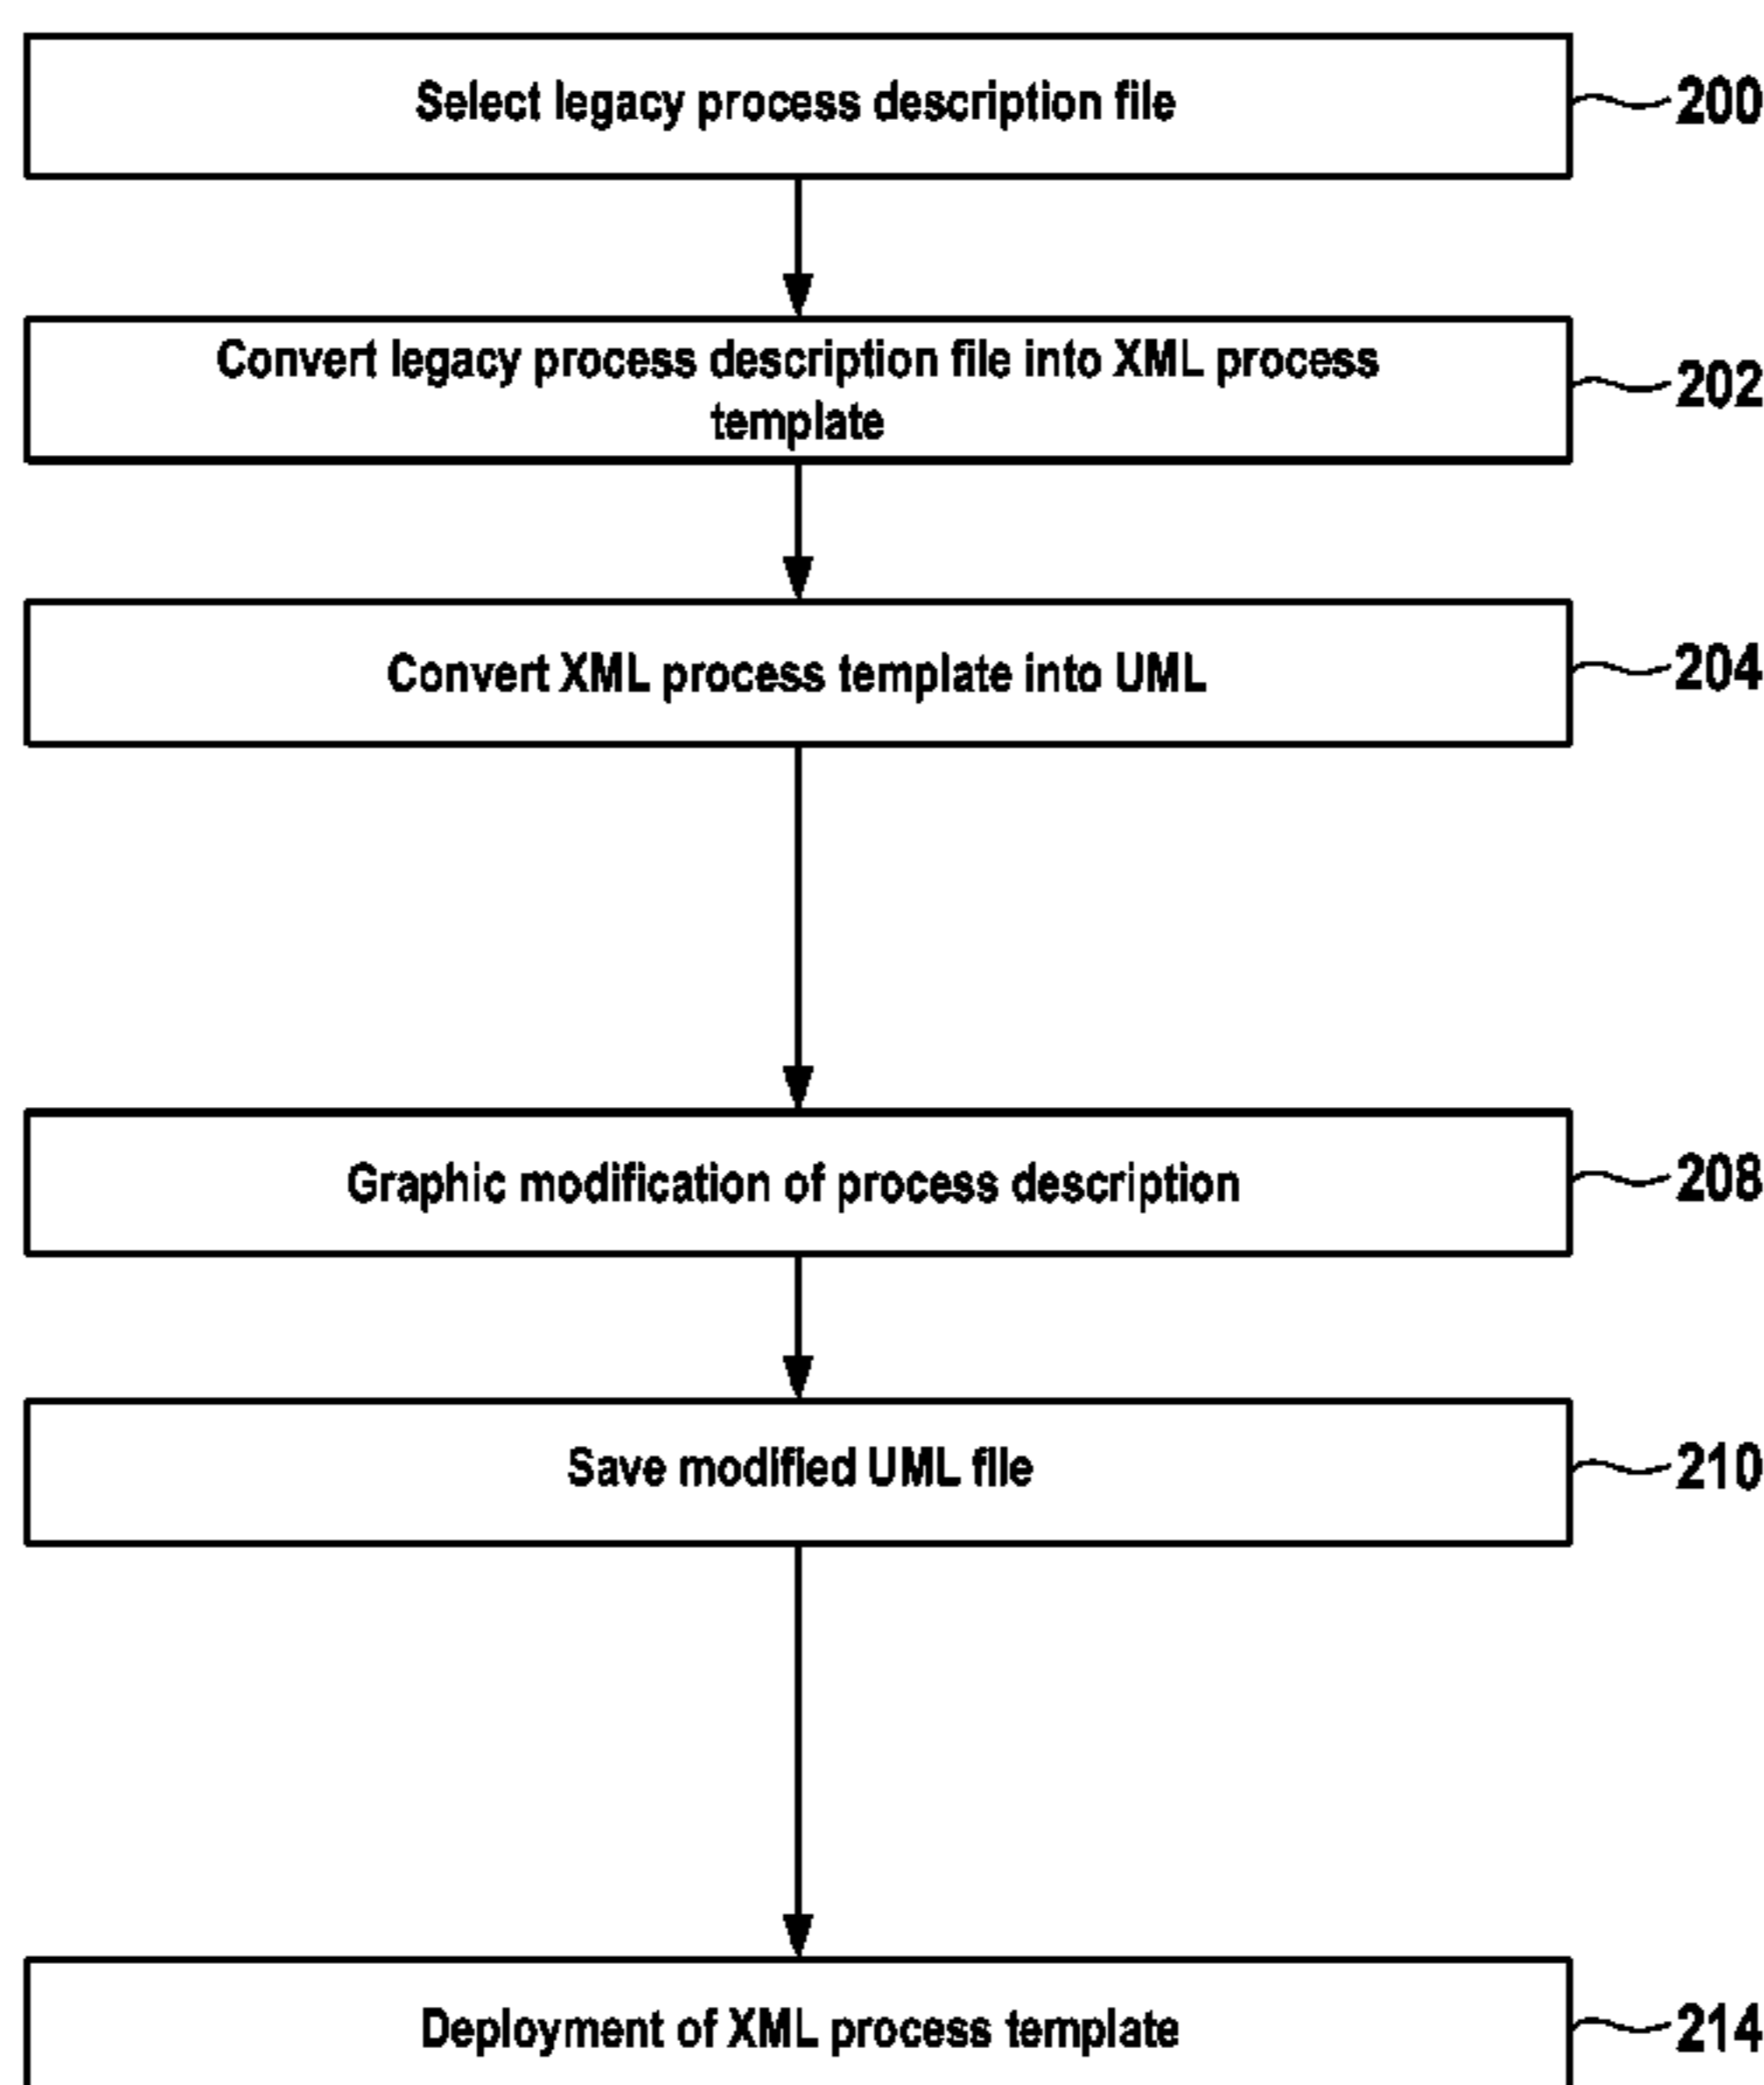 Select legacy process description file
200
Convert legacy process description file into XML process
template
202
Convert XML process template into UML
204
Graphic modification of process description
208
Save modified UML file
210
Deployment of XML process template
214